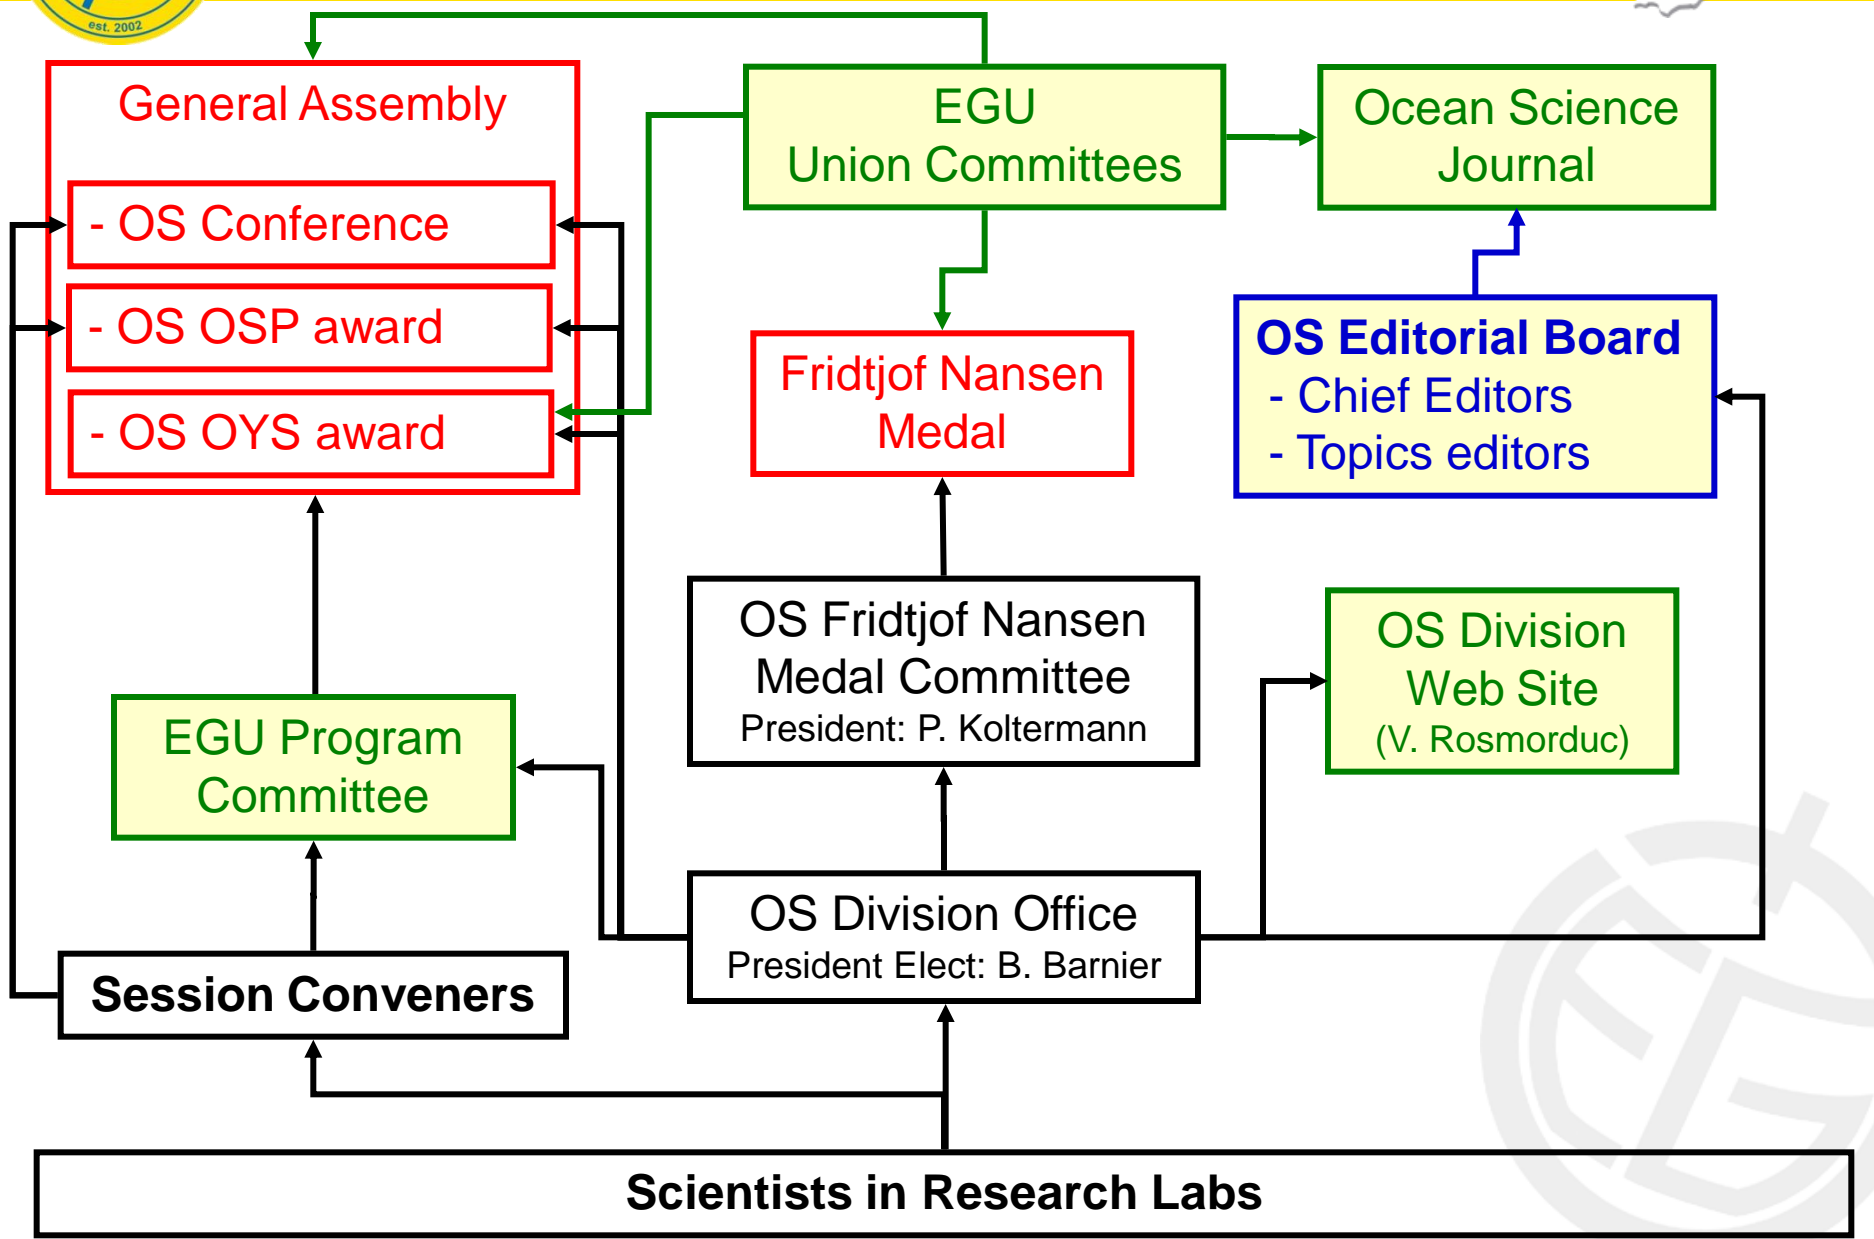 est. 2002
General Assembly
- OS Conference
- OS OSP award
- OS OYS award
EGU
Union Committees
Ocean Science
Journal
Fridtjof Nansen
Medal
OS Editorial Board
- Chief Editors
- Topics editors
OS Fridtjof Nansen
Medal Committee
President: P. Koltermann
OS Division
Web Site
(V. Rosmorduc)
EGU Program
Committee
OS Division Office
President Elect: B. Barnier
Session Conveners
Scientists in Research Labs